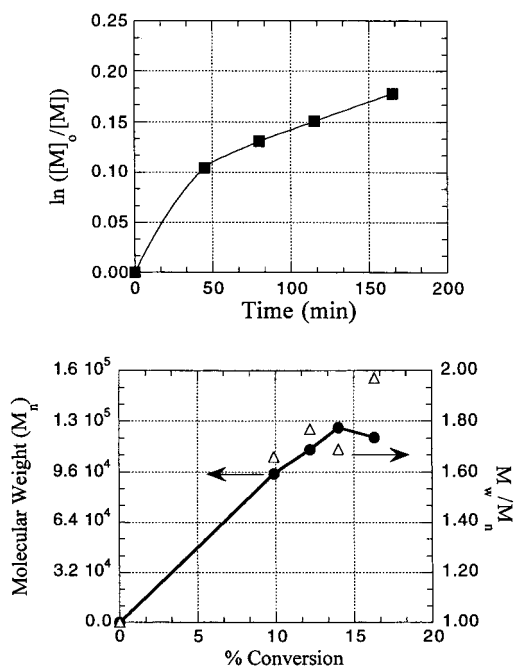 0.25
0.20
0.15
0.10
0.05
0.00
ln ([M]o/[M])
0 50 100 150 200
Time (min)
1.6 10^5
1.3 10^5
9.6 10^4
6.4 10^4
3.2 10^4
0.0
Molecular Weight (Mn)
2.00
1.80
1.60
1.40
1.20
1.00
Mw/Mn
0 5 10 15 20
% Conversion